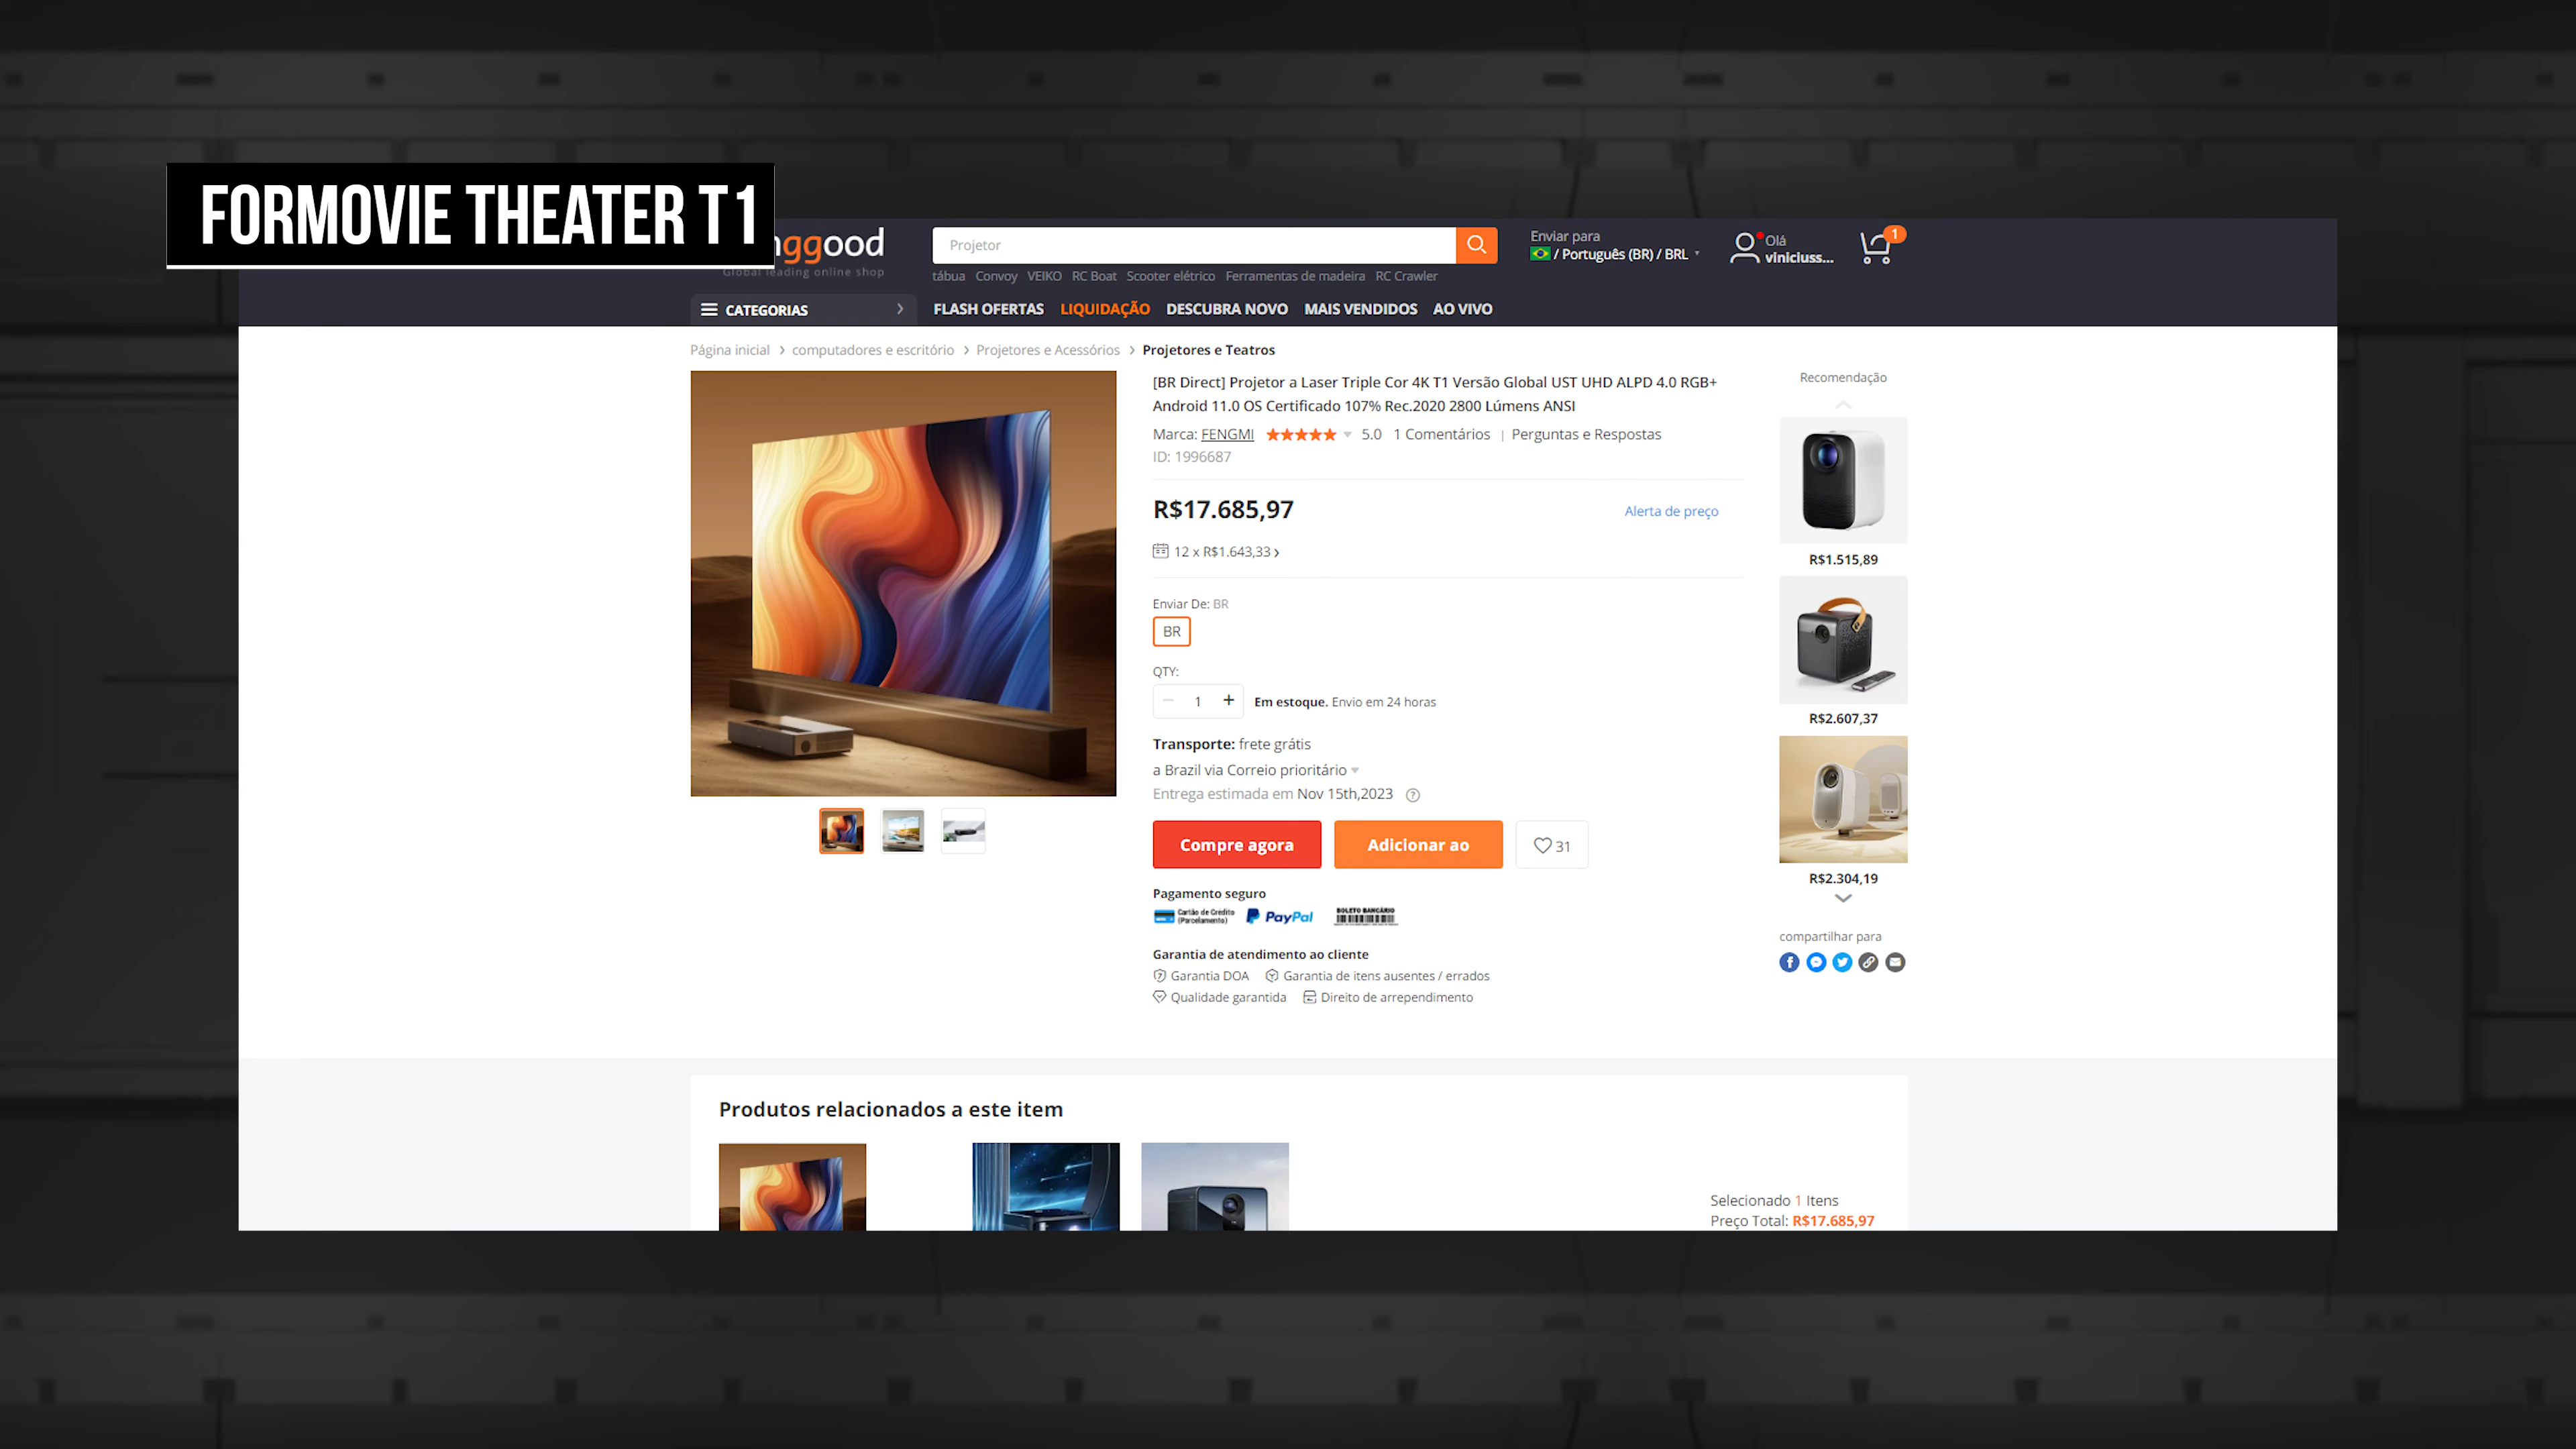 FORMOVIE THEATER T1
nggood
Global leading online shop
Projetor
tábua Convoy VEIKO RC Boat Scooter elétrico Ferramentas de madeira RC Crawler
Enviar para
/ Português (BR) / BRL
Olá
viniciuss...
1
CATEGORIAS
FLASH OFERTAS LIQUIDAÇÃO DESCUBRA NOVO MAIS VENDIDOS AO VIVO
Página inicial > computadores e escritório > Projetores e Acessórios > Projetores e Teatros
[BR Direct] Projetor a Laser Triple Cor 4K T1 Versão Global UST UHD ALPD 4.0 RGB+
Android 11.0 OS Certificado 107% Rec.2020 2800 Lúmens ANSI
Marca: FENGMI 5.0 1 Comentários | Perguntas e Respostas
ID: 1996687
R$17.685,97
Alerta de preço
12 x R$1.643,33 >
Enviar De: BR
BR
QTY:
− 1 + Em estoque. Envio em 24 horas
Transporte: frete grátis
a Brazil via Correio prioritário
Entrega estimada em Nov 15th,2023 ?
Compre agora Adicionar ao 31
Pagamento seguro
Cartão de Crédito
(Parcelamento)
PayPal
BOLETO BANCÁRIO
Garantia de atendimento ao cliente
Garantia DOA Garantia de itens ausentes / errados
Qualidade garantida Direito de arrependimento
Recomendação
R$1.515,89
R$2.607,37
R$2.304,19
compartilhar para
Produtos relacionados a este item
Selecionado 1 Itens
Preço Total: R$17.685,97